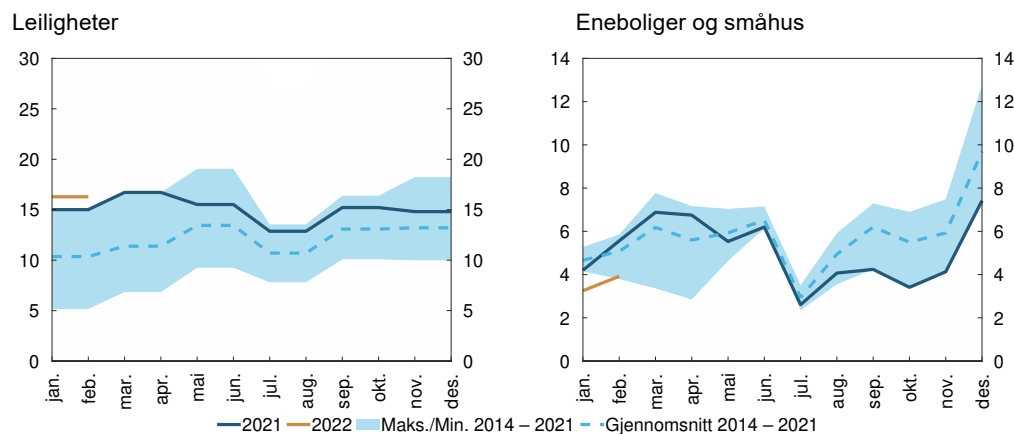 Leiligheter
Eneboliger og småhus
30 30 14 14
25 25 12 12
20 20 10 10
15 15 8 8
10 10 6 6
5 5 4 4
0 0 2 2
0 0
jan. feb. mar. apr. mai jun. jul. aug. sep. okt. nov. des.
jan. feb. mar. apr. mai jun. jul. aug. sep. okt. nov. des.
2021 2022 Maks./Min. 2014 – 2021 Gjennomsnitt 2014 – 2021